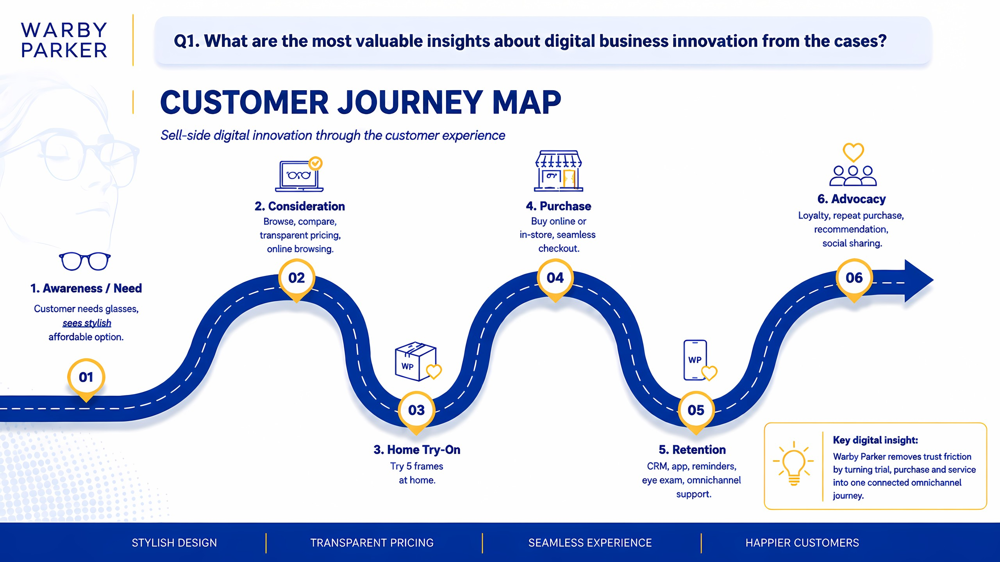 WARBY
PARKER
Q1. What are the most valuable insights about digital business innovation from the cases?
CUSTOMER JOURNEY MAP
Sell-side digital innovation through the customer experience
1. Awareness / Need
Customer needs glasses,
sees stylish
affordable option.
01
2. Consideration
Browse, compare,
transparent pricing,
online browsing.
02
WP
03
3. Home Try-On
Try 5 frames
at home.
4. Purchase
Buy online or
in-store, seamless
checkout.
04
WP
05
5. Retention
CRM, app, reminders,
eye exam, omnichannel
support.
6. Advocacy
Loyalty, repeat purchase,
recommendation,
social sharing.
06
Key digital insight:
Warby Parker removes trust friction
by turning trial, purchase and service
into one connected omnichannel
journey.
STYLISH DESIGN
TRANSPARENT PRICING
SEAMLESS EXPERIENCE
HAPPIER CUSTOMERS